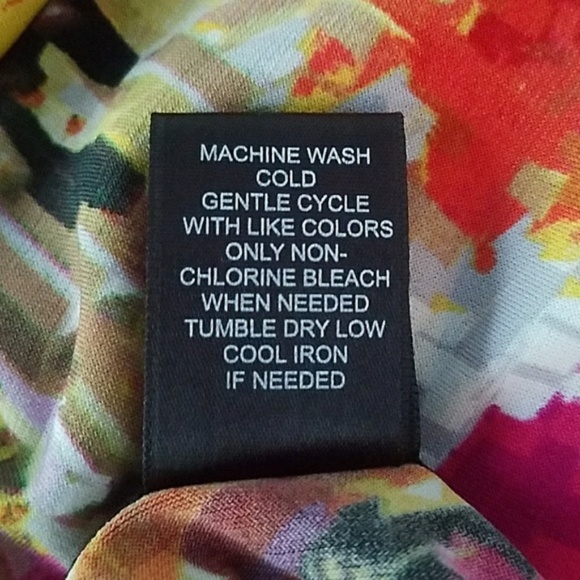 MACHINE WASH
COLD
GENTLE CYCLE
WITH LIKE COLORS
ONLY NON-
CHLORINE BLEACH
WHEN NEEDED
TUMBLE DRY LOW
COOL IRON
IF NEEDED